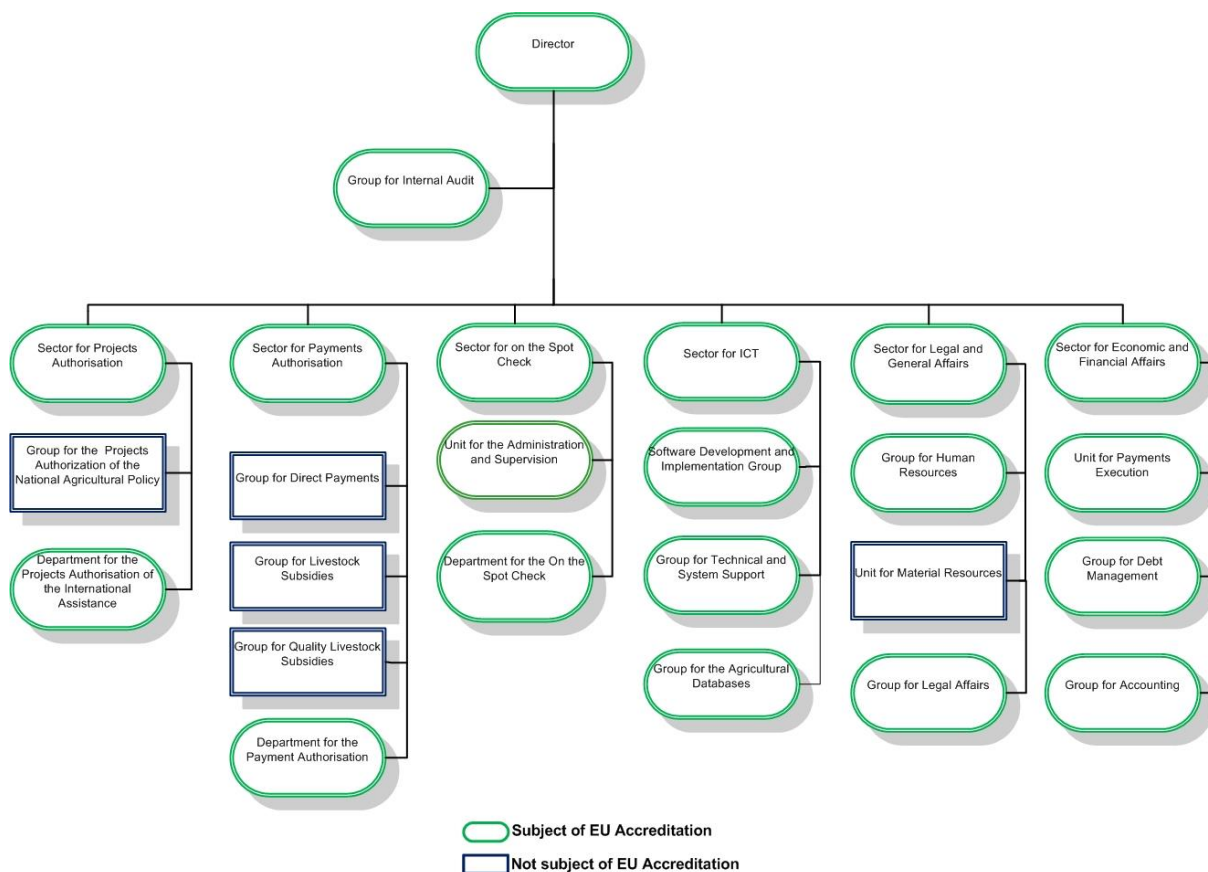 Director
Group for Internal Audit
Sector for Projects
Authorisation
Sector for Payments
Authorisation
Sector for on the Spot
Check
Sector for ICT
Sector for Legal and
General Affairs
Sector for Economic and
Financial Affairs
Group for the Projects
Authorization of the
National Agricultural Policy
Department for the
Projects Authorisation of
the International
Assistance
Group for Direct Payments
Group for Livestock
Subsidies
Group for Quality Livestock
Subsidies
Department for the
Payment Authorisation
Unit for the Administration
and Supervision
Department for the On the
Spot Check
Software Development and
Implementation Group
Group for Technical and
System Support
Group for the Agricultural
Databases
Group for Human
Resources
Unit for Material Resources
Group for Legal Affairs
Unit for Payments
Execution
Group for Debt
Management
Group for Accounting
Subject of EU Accreditation
Not subject of EU Accreditation